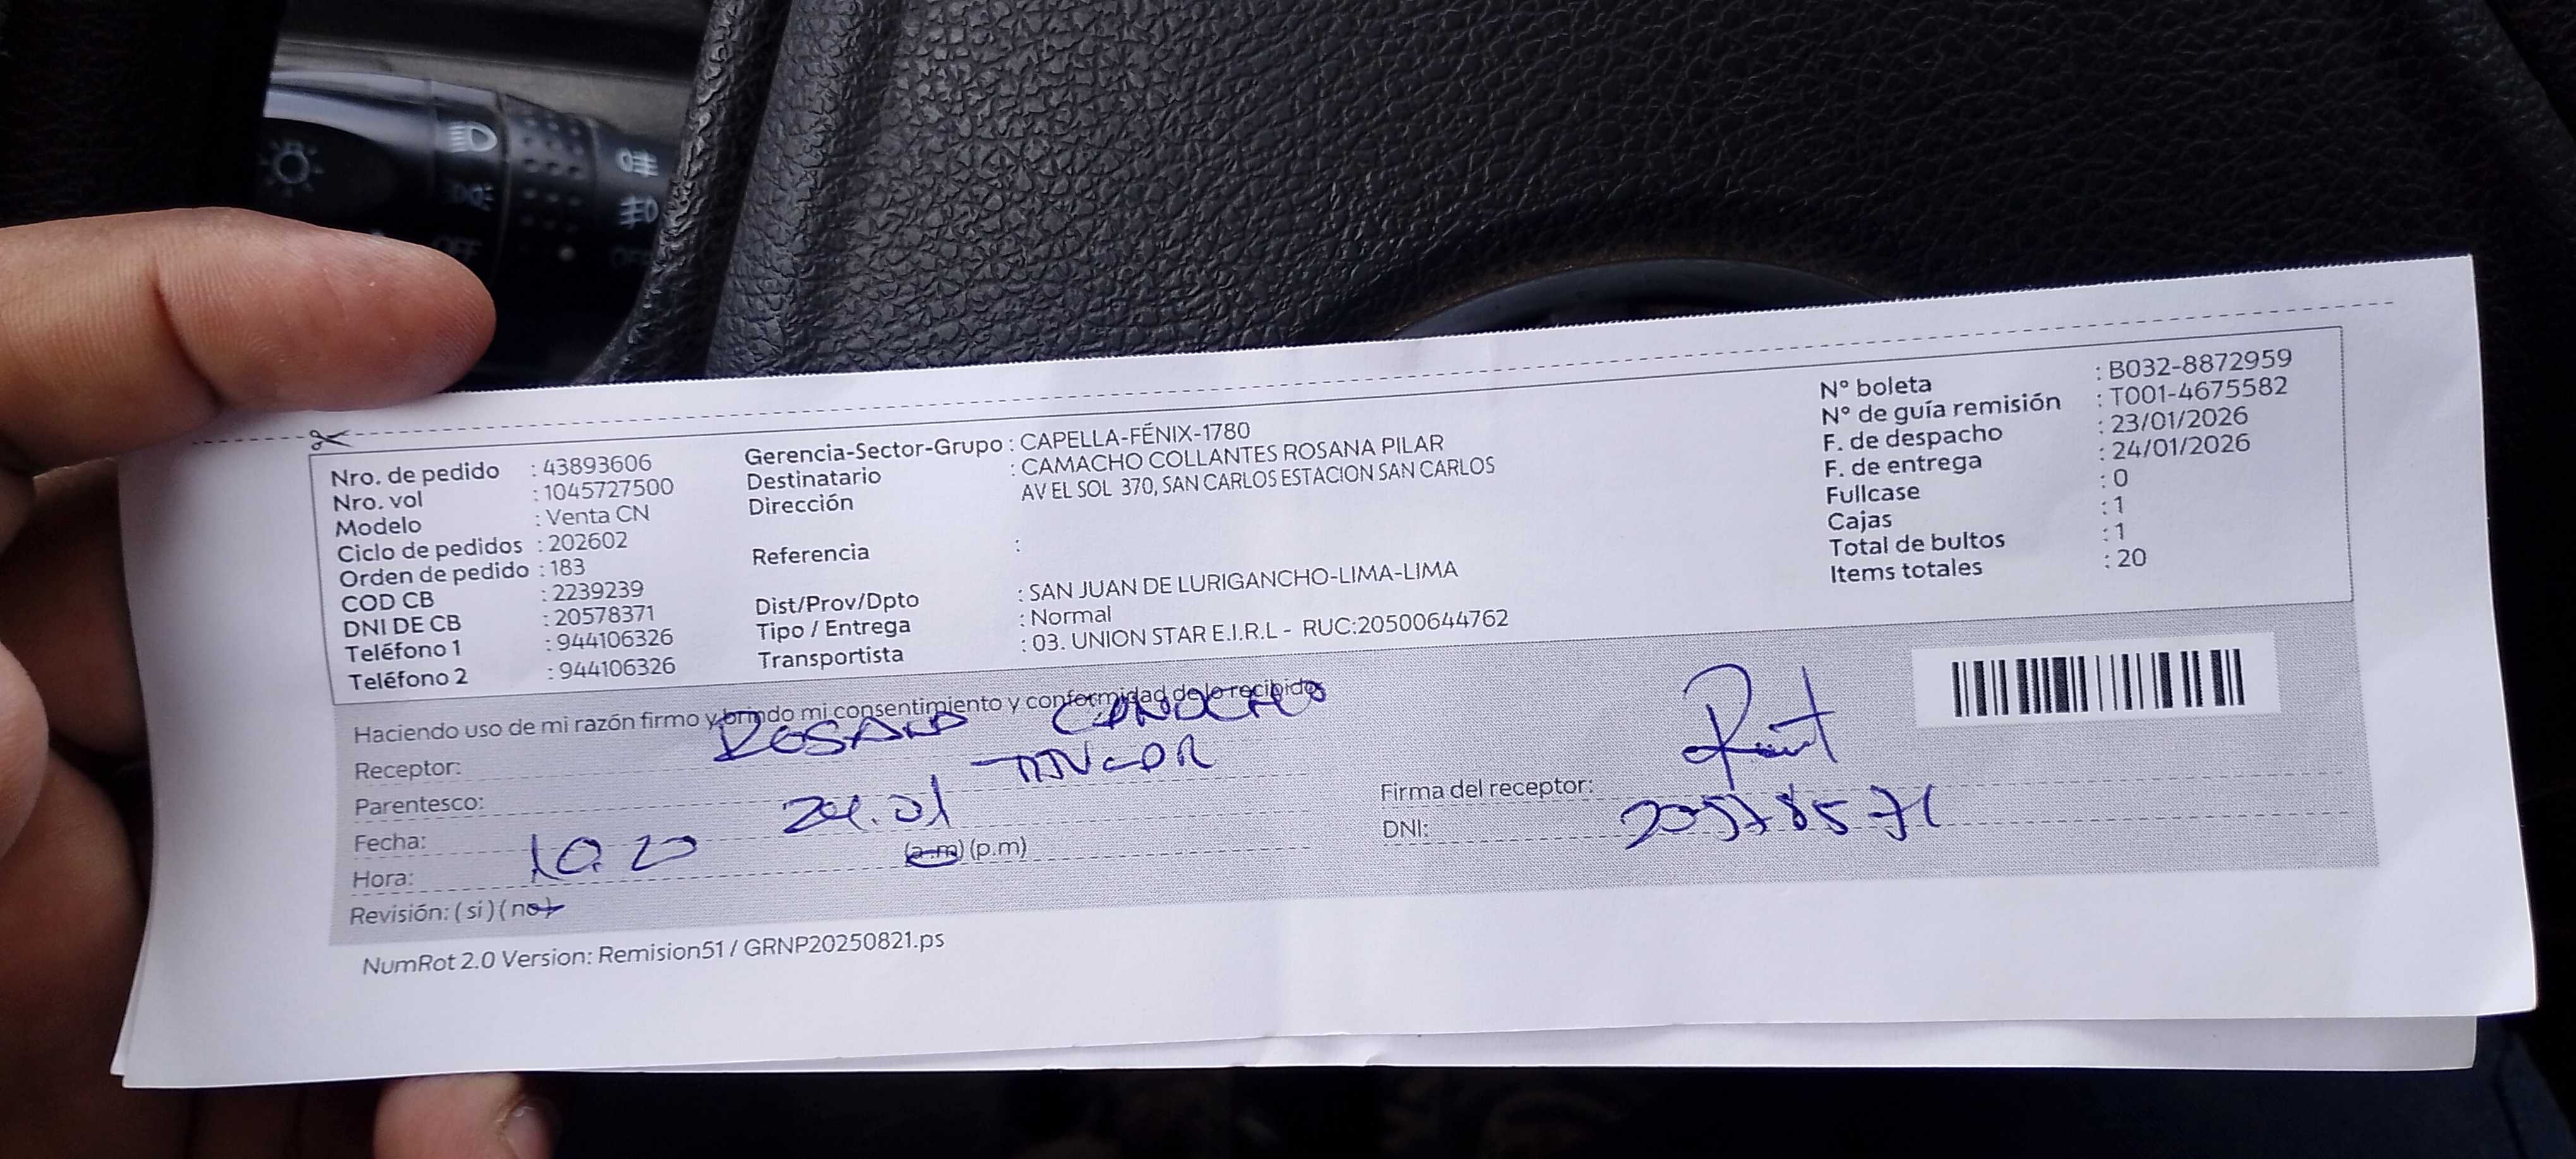 Nro. de pedido : 43893606
Nro. vol : 1045727500
Modelo : Venta CN
Ciclo de pedidos : 202602
Orden de pedido : 183
COD CB : 2239239
DNI DE CB : 20578371
Teléfono 1 : 944106326
Teléfono 2 : 944106326
Gerencia-Sector-Grupo : CAPELLA-FÉNIX-1780
Destinatario : CAMACHO COLLANTES ROSANA PILAR
Dirección AV EL SOL 370, SAN CARLOS ESTACION SAN CARLOS
Referencia :
Dist/Prov/Dpto : SAN JUAN DE LURIGANCHO-LIMA-LIMA
Tipo / Entrega : Normal
Transportista : 03. UNION STAR E.I.R.L - RUC:20500644762
N° boleta : B032-8872959
N° de guía remisión : T001-4675582
F. de despacho : 23/01/2026
F. de entrega : 24/01/2026
Fullcase : 0
Cajas : 1
Total de bultos : 1
Items totales : 20
Haciendo uso de mi razón firmo y brindo mi consentimiento y conformidad de lo recibido
Receptor:
Parentesco:
Fecha: 24.01
Hora: 10.20 (a.m) (p.m)
Revisión: ( si ) ( no )
Firma del receptor:
DNI:
NumRot 2.0 Version: Remision51 / GRNP20250821.ps
OFF